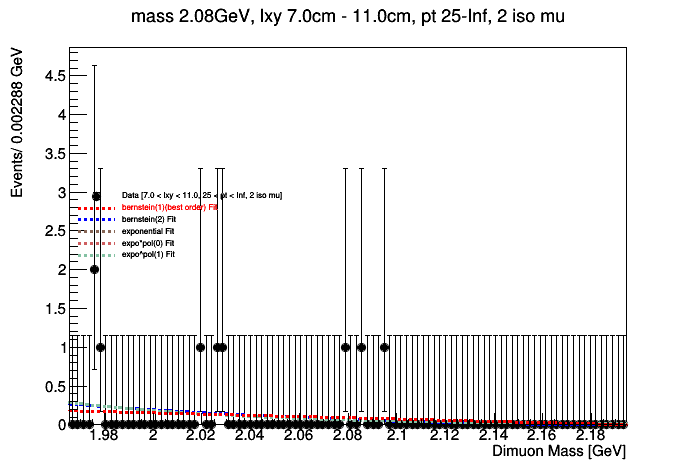 mass 2.08GeV, lxy 7.0cm - 11.0cm, pt 25-Inf, 2 iso mu
Events/ 0.002288 GeV
4.5
4
3.5
3
2.5
2
1.5
1
0.5
0
Data [7.0 < lxy < 11.0, 25 < pt < Inf, 2 iso mu]
bernstein(1)(best order) Fit
bernstein(2) Fit
exponential Fit
expo*pol(0) Fit
expo^pol(1) Fit
1.98 2 2.02 2.04 2.06 2.08 2.1 2.12 2.14 2.16 2.18
Dimuon Mass [GeV]